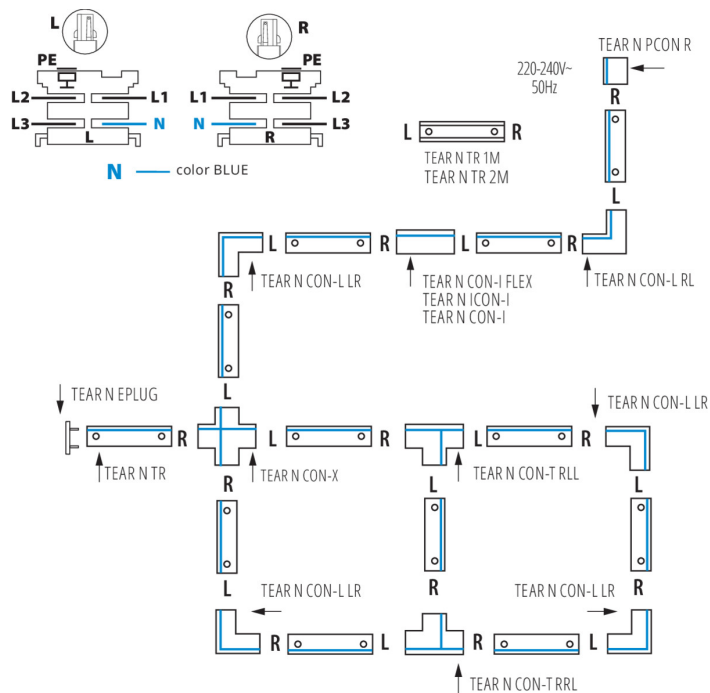 L
R
PE
PE
L2
L1
L1
L2
L3
N
N
L3
L
R
N
color BLUE
TEAR N PCON R
220-240V~
50Hz
R
L
R
TEAR N TR 1M
TEAR N TR 2M
L
L
R
L
R
TEAR N CON-L LR
TEAR N CON-I FLEX
TEAR N ICON-I
TEAR N CON-I
TEAR N CON-L RL
R
L
TEAR N EPLUG
TEAR N CON-L LR
R
L
R
L
R
TEAR N TR
TEAR N CON-X
TEAR N CON-T RLL
R
L
L
L
R
R
TEAR N CON-L LR
TEAR N CON-L LR
R
L
R
L
TEAR N CON-T RRL